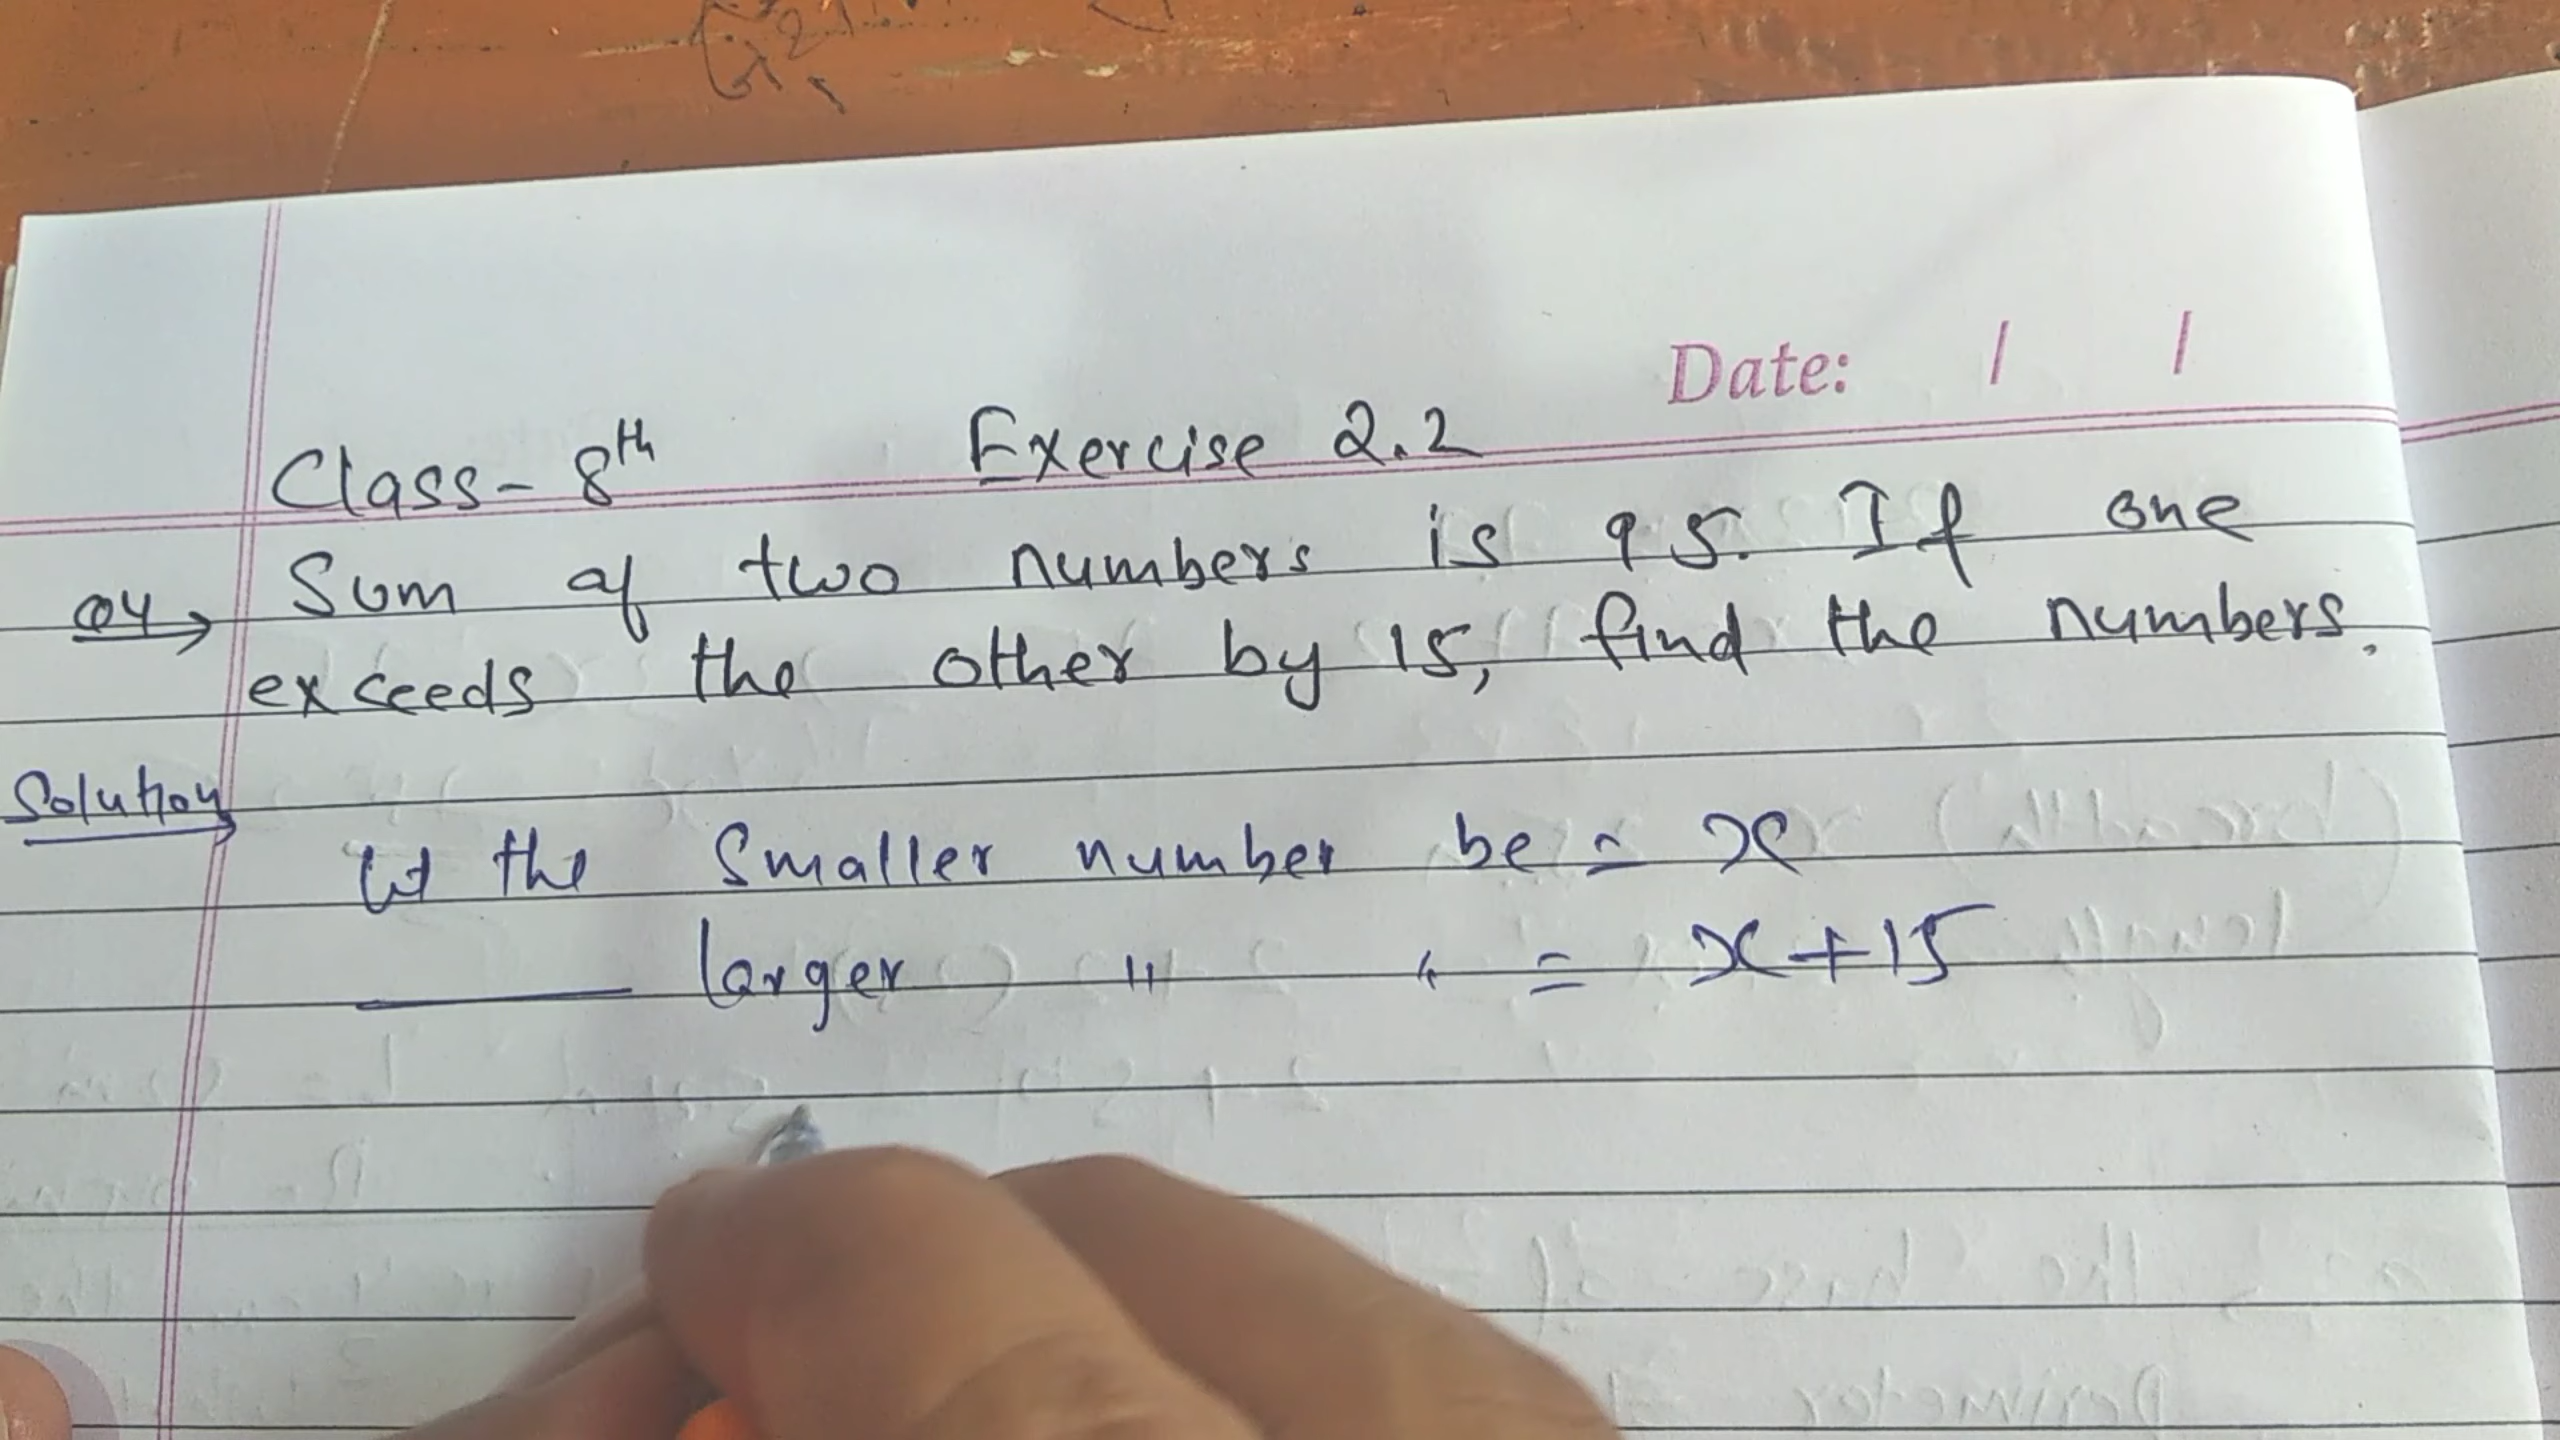 Date: / /
Class- 8th Exercise 2.2
Q4→ Sum of two numbers is 95. If one
exceeds the other by 15, find the numbers.
Solution
let the Smaller number be = x
larger " " = x+15